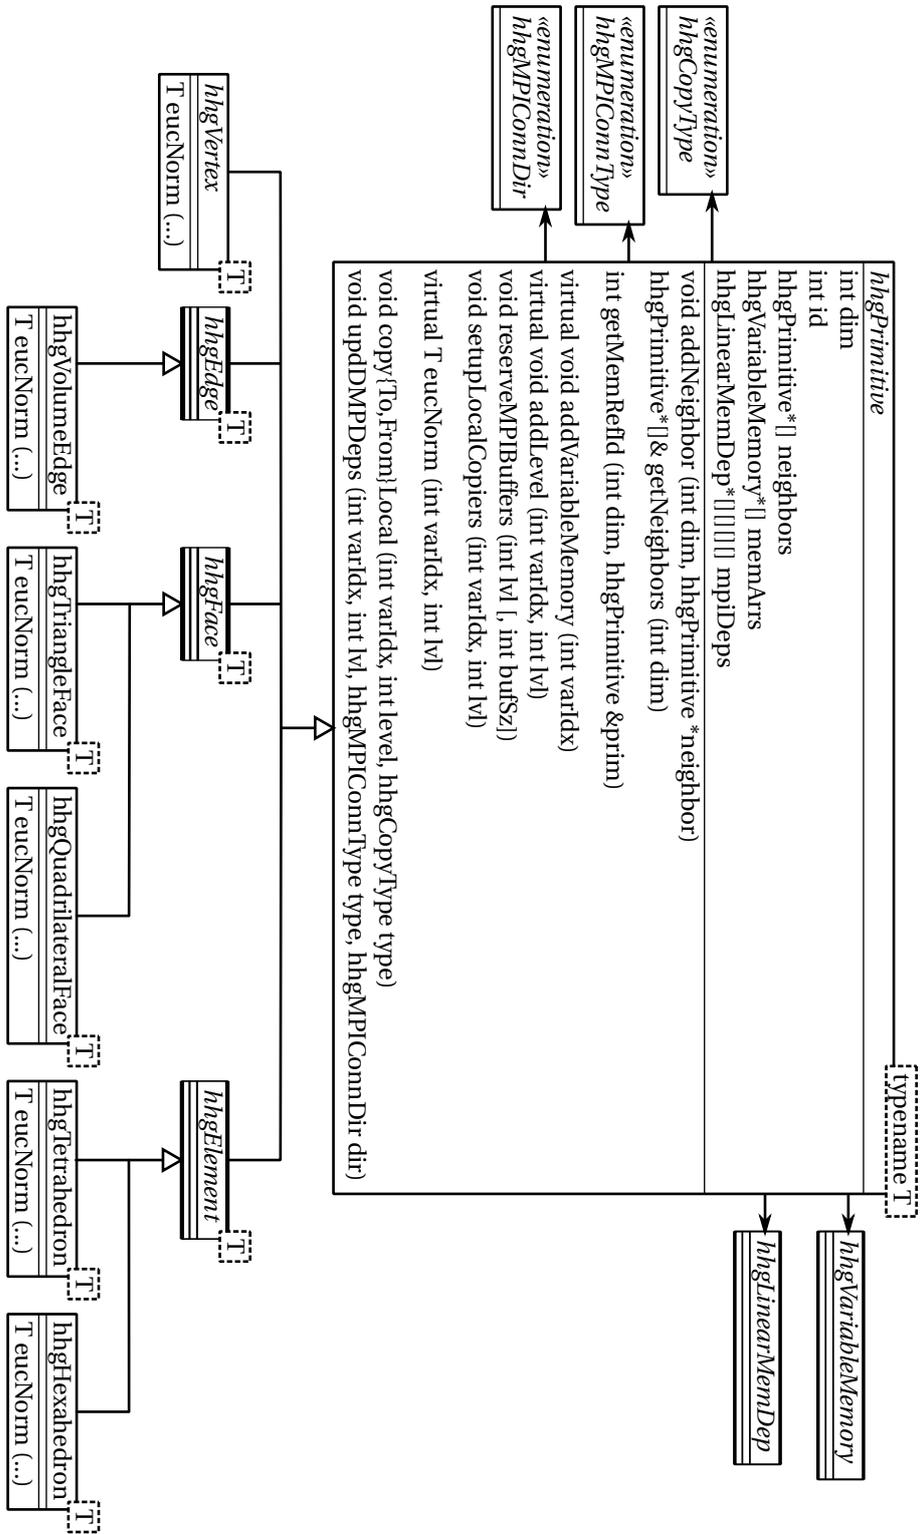 typename T
hhgPrimitive
int dim
int id
hhgPrimitive*[] neighbors
hhgVariableMemory*[] memArrs
hhgLinearMemDep*[][][][] mpiDeps
void addNeighbor (int dim, hhgPrimitive *neighbor)
hhgPrimitive*[]& getNeighbors (int dim)
int getMemRefId (int dim, hhgPrimitive &prim)
virtual void addVariableMemory (int varIdx)
virtual void addLevel (int varIdx, int lvl)
void reserveMPIBuffers (int lvl [, int bufSz])
void setupLocalCopiers (int varIdx, int lvl)
virtual T eucNorm (int varIdx, int lvl)
void copy{To,From}Local (int varIdx, int level, hhgCopyType type)
void updDMPDeps (int varIdx, int lvl, hhgMPIConnType type, hhgMPIConnDir dir)
«enumeration»
hhgCopyType
«enumeration»
hhgMPIConnType
«enumeration»
hhgMPIConnDir
hhgVariableMemory
hhgLinearMemDep
T
hhgVertex
T eucNorm (...)
T
hhgEdge
T
hhgFace
T
hhgElement
T
hhgVolumeEdge
T eucNorm (...)
T
hhgTriangleFace
T eucNorm (...)
T
hhgQuadrilateralFace
T eucNorm (...)
T
hhgTetrahedron
T eucNorm (...)
T
hhgHexahedron
T eucNorm (...)